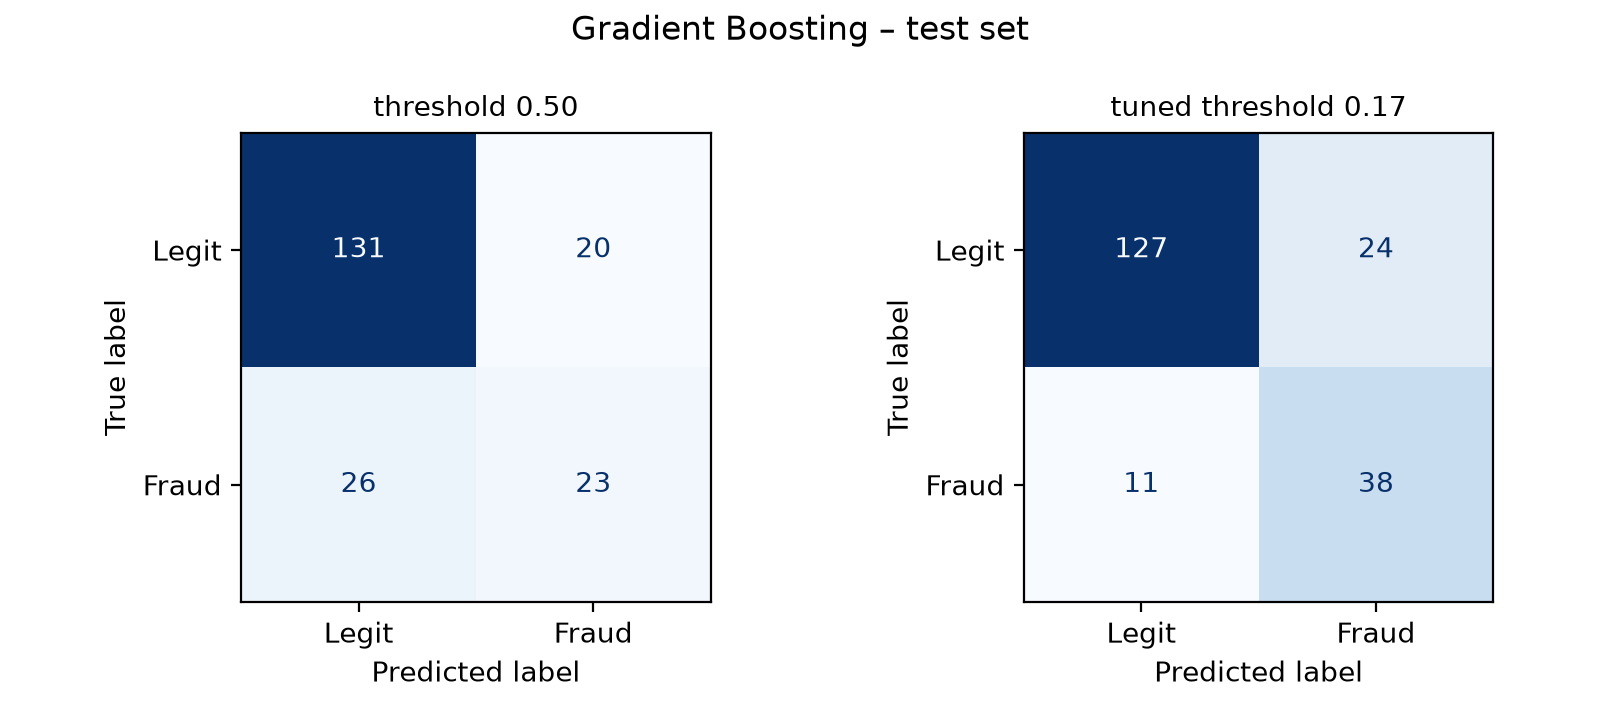 Gradient Boosting – test set
threshold 0.50
131 20
26 23
Legit
Fraud
True label
Legit Fraud
Predicted label
tuned threshold 0.17
127 24
11 38
Legit
Fraud
True label
Legit Fraud
Predicted label